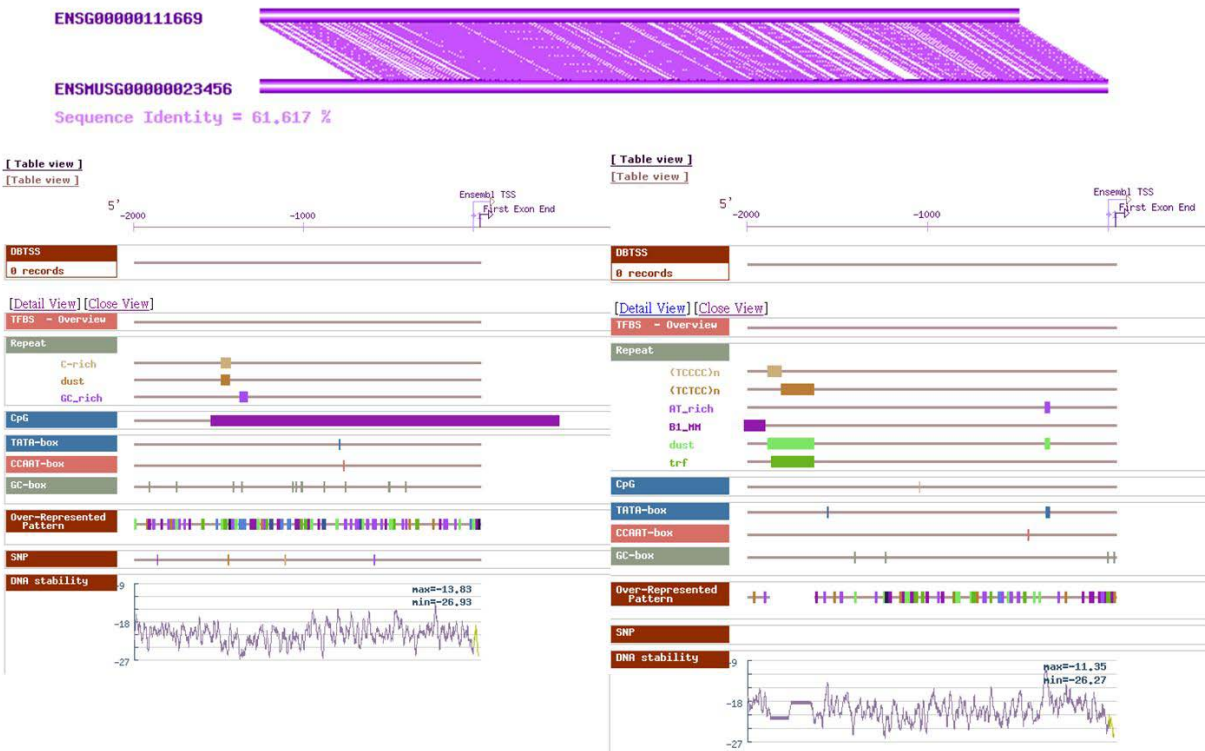 ENSG00000111669
ENSMUSG00000023456
Sequence Identity = 61.617 %
[ Table view ]
[Table view ]
Ensembl TSS
5'
-2000
-1000
+1
First Exon End
DBTSS
0 records
[Detail View] [Close View]
TFBS - Overview
Repeat
C-rich
dust
GC_rich
CpG
TATA-box
CCAAT-box
GC-box
Over-Represented
Pattern
SNP
DNA stability
-9
max=-13.83
min=-26.93
-18
-27
[ Table view ]
[Table view ]
Ensembl TSS
5'
-2000
-1000
+1
First Exon End
DBTSS
0 records
[Detail View] [Close View]
TFBS - Overview
Repeat
(TCCCC)n
(TCTCC)n
AT_rich
B1_MM
dust
trf
CpG
TATA-box
CCAAT-box
GC-box
Over-Represented
Pattern
SNP
DNA stability
-9
max=-11.35
min=-26.27
-18
-27